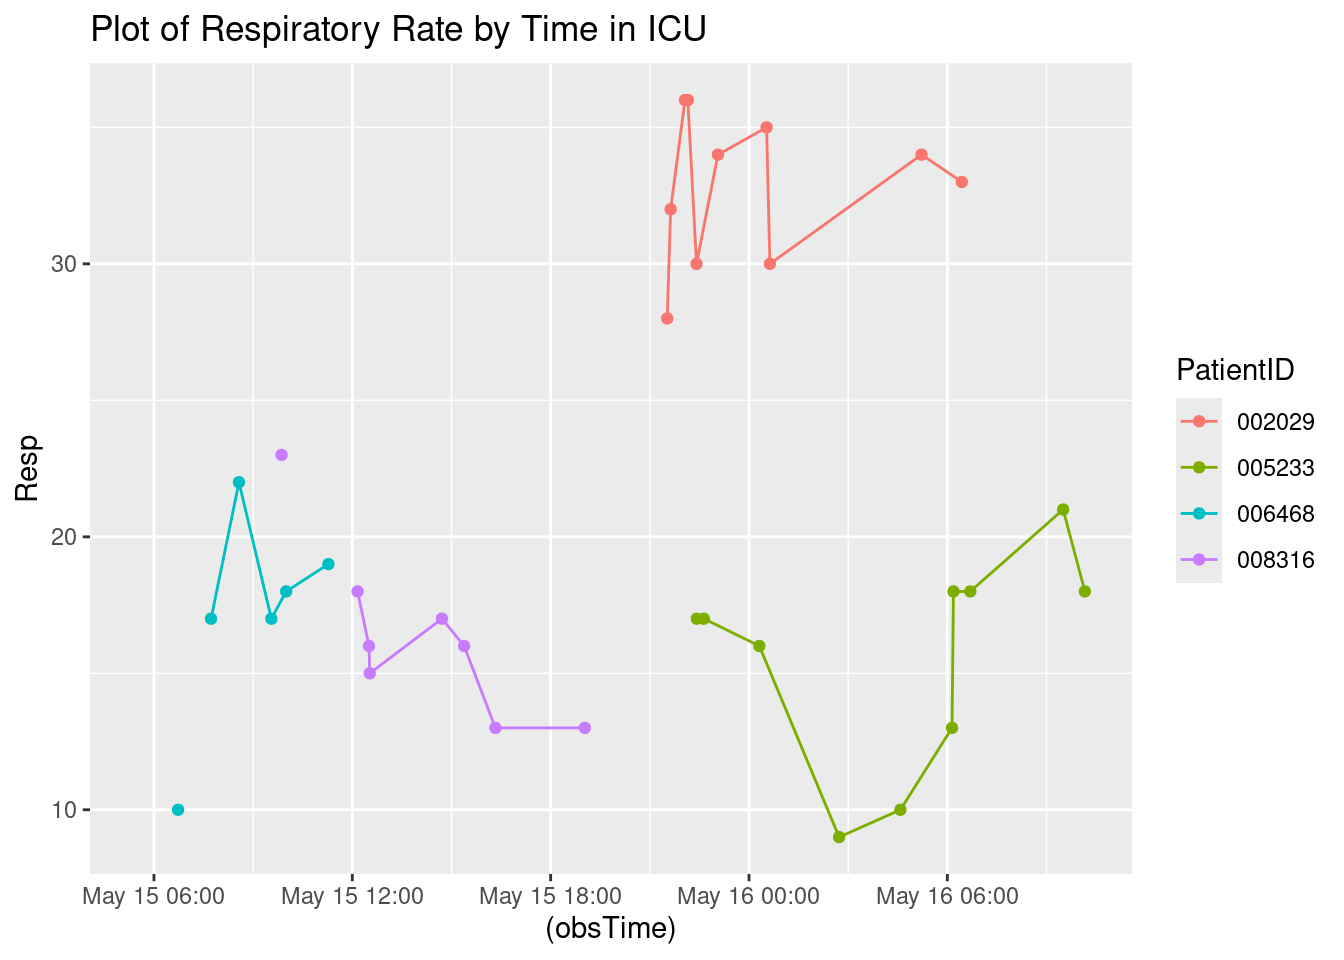 Plot of Respiratory Rate by Time in ICU
Resp
30
20
10
May 15 06:00 May 15 12:00 May 15 18:00 May 16 00:00 May 16 06:00
(obsTime)
PatientID
002029
005233
006468
008316